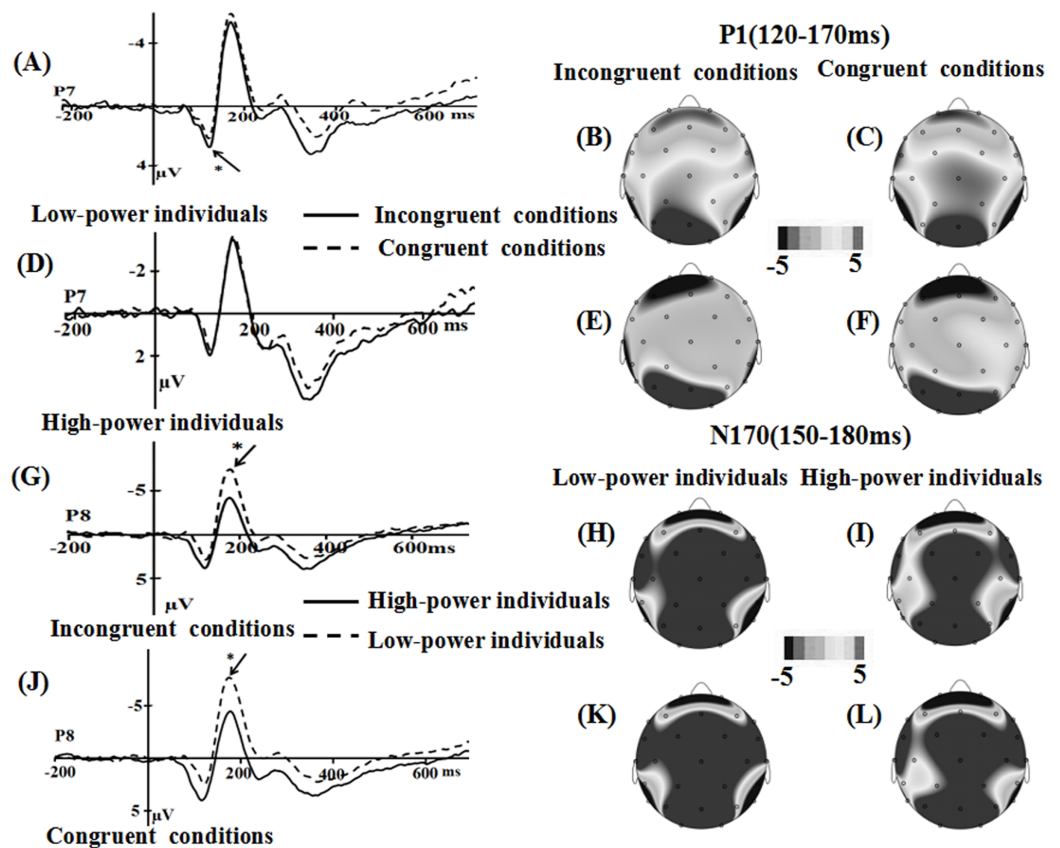 (A)
-4
P7
-200
200
400
600 ms
*
4
µV
Low-power individuals
Incongruent conditions
Congruent conditions
(D)
-2
P7
-200
200
400
600
ms
2
µV
High-power individuals
(G)
*
-5
P8
-200
200
400
600ms
5
µV
High-power individuals
Low-power individuals
Incongruent conditions
(J)
*
-5
P8
-200
200
400
600
ms
5
µV
Congruent conditions
P1(120-170ms)
Incongruent conditions Congruent conditions
(B) (C)
-5 5
(E) (F)
N170(150-180ms)
Low-power individuals High-power individuals
(H) (I)
-5 5
(K) (L)